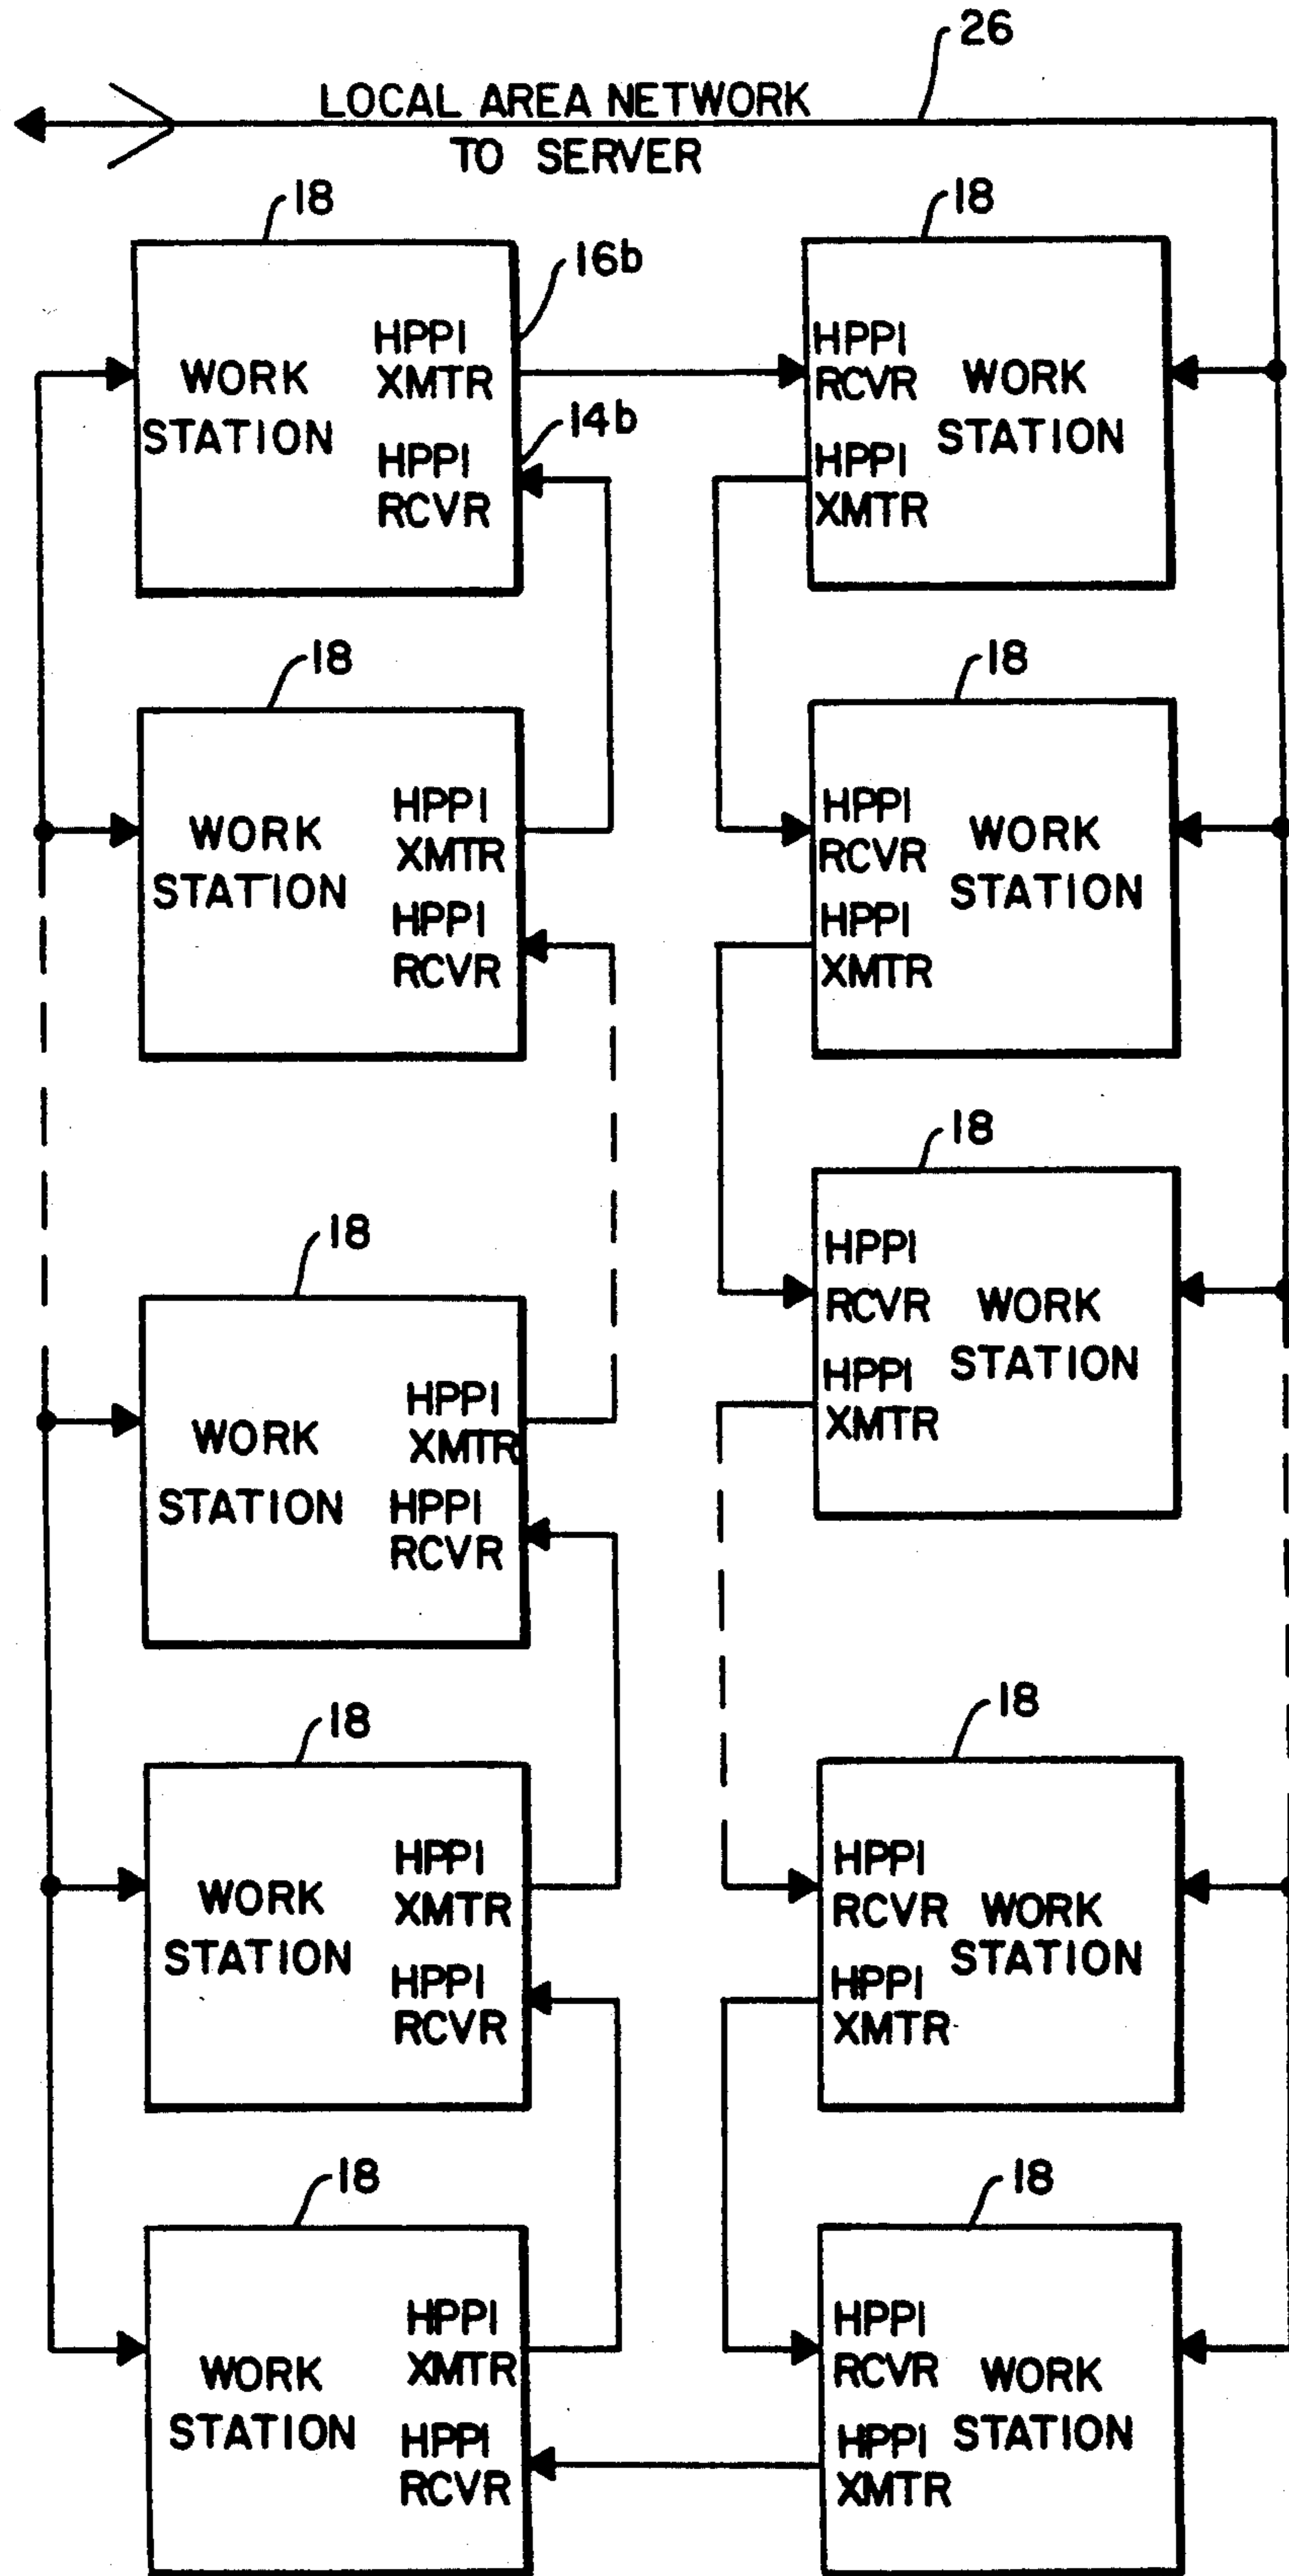 26
LOCAL AREA NETWORK
TO SERVER
18
16b
HPPI
XMTR
WORK
STATION
14b
HPPI
RCVR
18
HPPI
RCVR
WORK
STATION
HPPI
XMTR
18
HPPI
XMTR
WORK
STATION
HPPI
RCVR
18
HPPI
RCVR
WORK
STATION
HPPI
XMTR
18
HPPI
RCVR
WORK
STATION
HPPI
XMTR
18
HPPI
XMTR
WORK
STATION
HPPI
RCVR
18
HPPI
XMTR
WORK
STATION
HPPI
RCVR
18
HPPI
RCVR
WORK
STATION
HPPI
XMTR
18
HPPI
XMTR
WORK
STATION
HPPI
RCVR
18
HPPI
RCVR
WORK
STATION
HPPI
XMTR